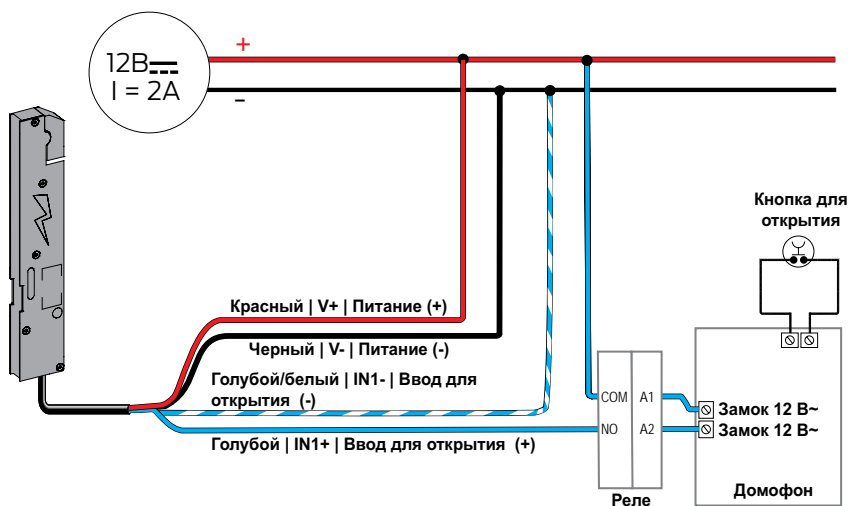 +
12В
I = 2A
–
Кнопка для
открытия
Красный | V+ | Питание (+)
Черный | V- | Питание (-)
Голубой/белый | IN1- | Ввод для
открытия (-)
COM A1
Замок 12 В~
NO A2
Замок 12 В~
Голубой | IN1+ | Ввод для открытия (+)
Реле
Домофон